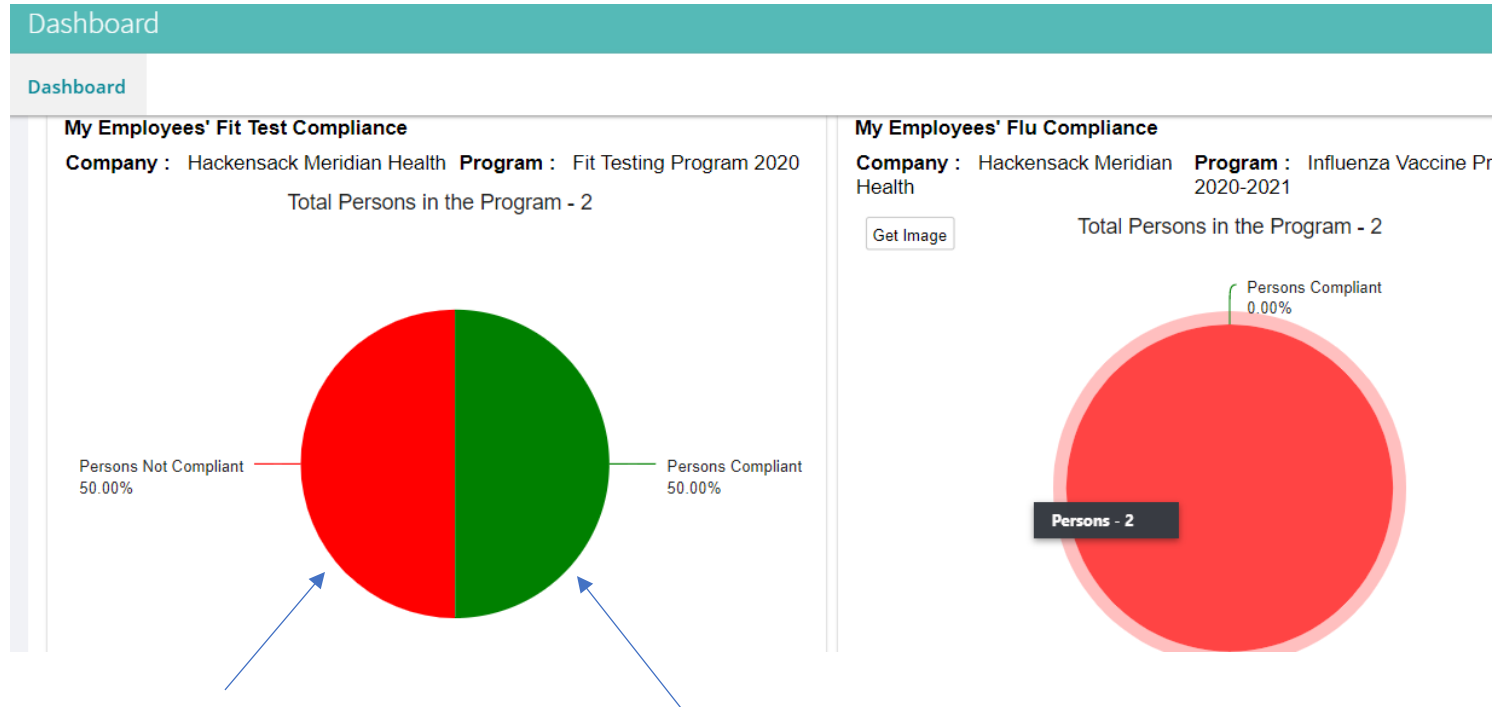 Dashboard
Dashboard
My Employees' Fit Test Compliance
Company : Hackensack Meridian Health Program : Fit Testing Program 2020
Total Persons in the Program - 2
Persons Not Compliant
50.00%
Persons Compliant
50.00%
My Employees' Flu Compliance
Company : Hackensack Meridian Health
Program : Influenza Vaccine
2020-2021
Get Image
Total Persons in the Program - 2
Persons Compliant
0.00%
Persons - 2